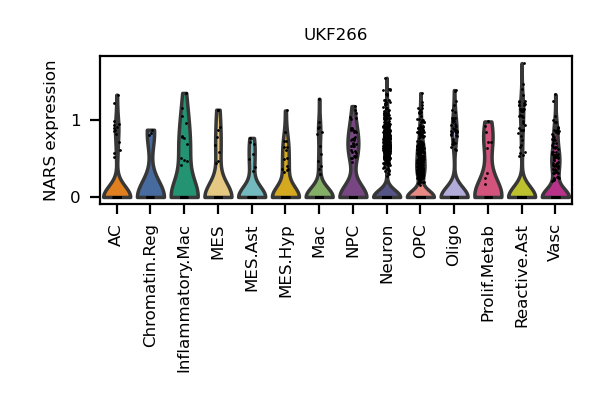 UKF266
NARS expression
1
0
AC
Chromatin.Reg
Inflammatory.Mac
MES
MES.Ast
MES.Hyp
Mac
NPC
Neuron
OPC
Oligo
Prolif.Metab
Reactive.Ast
Vasc